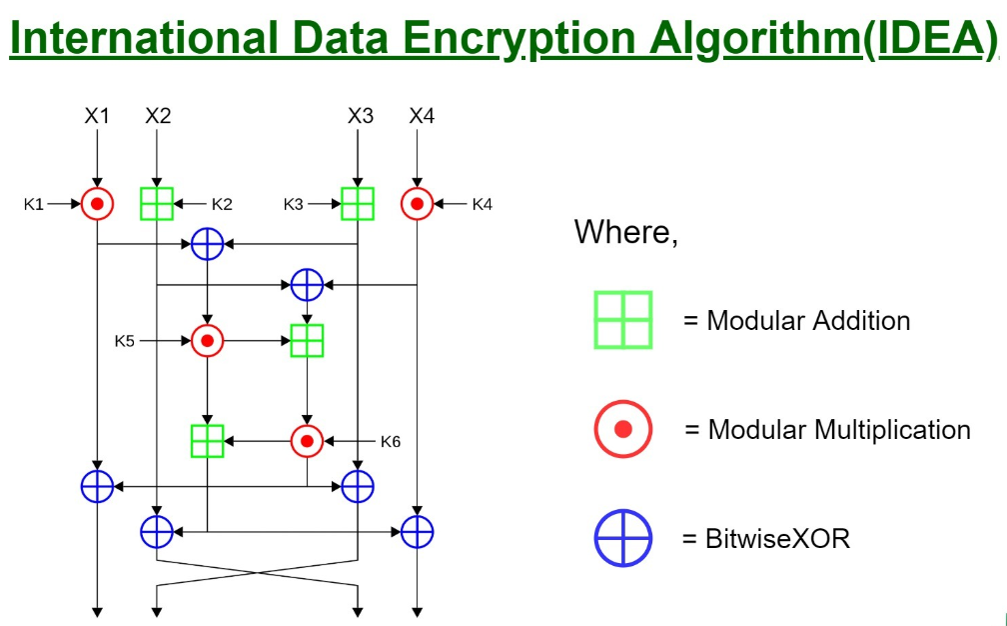 International Data Encryption Algorithm(IDEA)
X1 X2 X3 X4
K1 K2 K3 K4
Where,
= Modular Addition
K5
= Modular Multiplication
K6
= BitwiseXOR